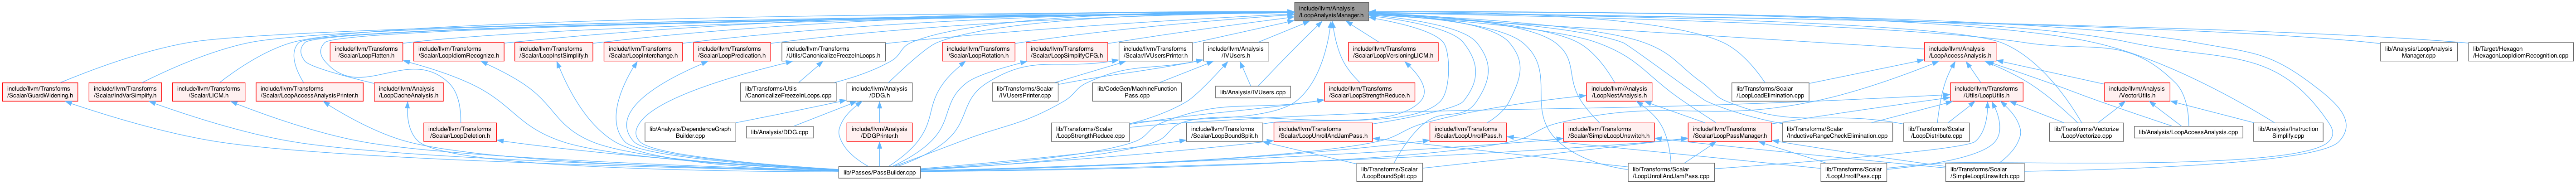 include/llvm/Analysis
/LoopAnalysisManager.h
include/llvm/Transforms
/Scalar/LoopFlatten.h
include/llvm/Transforms
/Scalar/LoopIdiomRecognize.h
include/llvm/Transforms
/Scalar/LoopInstSimplify.h
include/llvm/Transforms
/Scalar/LoopInterchange.h
include/llvm/Transforms
/Scalar/LoopPredication.h
include/llvm/Transforms
/Utils/CanonicalizeFreezeInLoops.h
include/llvm/Transforms
/Scalar/LoopRotation.h
include/llvm/Transforms
/Scalar/LoopSimplifyCFG.h
include/llvm/Transforms
/Scalar/IVUsersPrinter.h
include/llvm/Analysis
/IVUsers.h
include/llvm/Transforms
/Scalar/LoopVersioningLICM.h
include/llvm/Analysis
/LoopAccessAnalysis.h
lib/Analysis/LoopAnalysis
Manager.cpp
lib/Target/Hexagon
/HexagonLoopIdiomRecognition.cpp
include/llvm/Transforms
/Scalar/GuardWidening.h
include/llvm/Transforms
/Scalar/IndVarSimplify.h
include/llvm/Transforms
/Scalar/LICM.h
include/llvm/Transforms
/Scalar/LoopAccessAnalysisPrinter.h
include/llvm/Analysis
/LoopCacheAnalysis.h
lib/Transforms/Utils
/CanonicalizeFreezeInLoops.cpp
include/llvm/Analysis
/DDG.h
lib/Transforms/Scalar
/IVUsersPrinter.cpp
lib/CodeGen/MachineFunction
Pass.cpp
lib/Analysis/IVUsers.cpp
include/llvm/Transforms
/Scalar/LoopStrengthReduce.h
include/llvm/Analysis
/LoopNestAnalysis.h
lib/Transforms/Scalar
/LoopLoadElimination.cpp
include/llvm/Transforms
/Utils/LoopUtils.h
include/llvm/Analysis
/VectorUtils.h
include/llvm/Transforms
/Scalar/LoopDeletion.h
lib/Analysis/DependenceGraph
Builder.cpp
lib/Analysis/DDG.cpp
include/llvm/Analysis
/DDGPrinter.h
lib/Transforms/Scalar
/LoopStrengthReduce.cpp
include/llvm/Transforms
/Scalar/LoopBoundSplit.h
include/llvm/Transforms
/Scalar/LoopUnrollAndJamPass.h
include/llvm/Transforms
/Scalar/LoopUnrollPass.h
include/llvm/Transforms
/Scalar/SimpleLoopUnswitch.h
include/llvm/Transforms
/Scalar/LoopPassManager.h
lib/Transforms/Scalar
/InductiveRangeCheckElimination.cpp
lib/Transforms/Scalar
/LoopDistribute.cpp
lib/Transforms/Vectorize
/LoopVectorize.cpp
lib/Analysis/LoopAccessAnalysis.cpp
lib/Analysis/Instruction
Simplify.cpp
lib/Passes/PassBuilder.cpp
lib/Transforms/Scalar
/LoopBoundSplit.cpp
lib/Transforms/Scalar
/LoopUnrollAndJamPass.cpp
lib/Transforms/Scalar
/LoopUnrollPass.cpp
lib/Transforms/Scalar
/SimpleLoopUnswitch.cpp